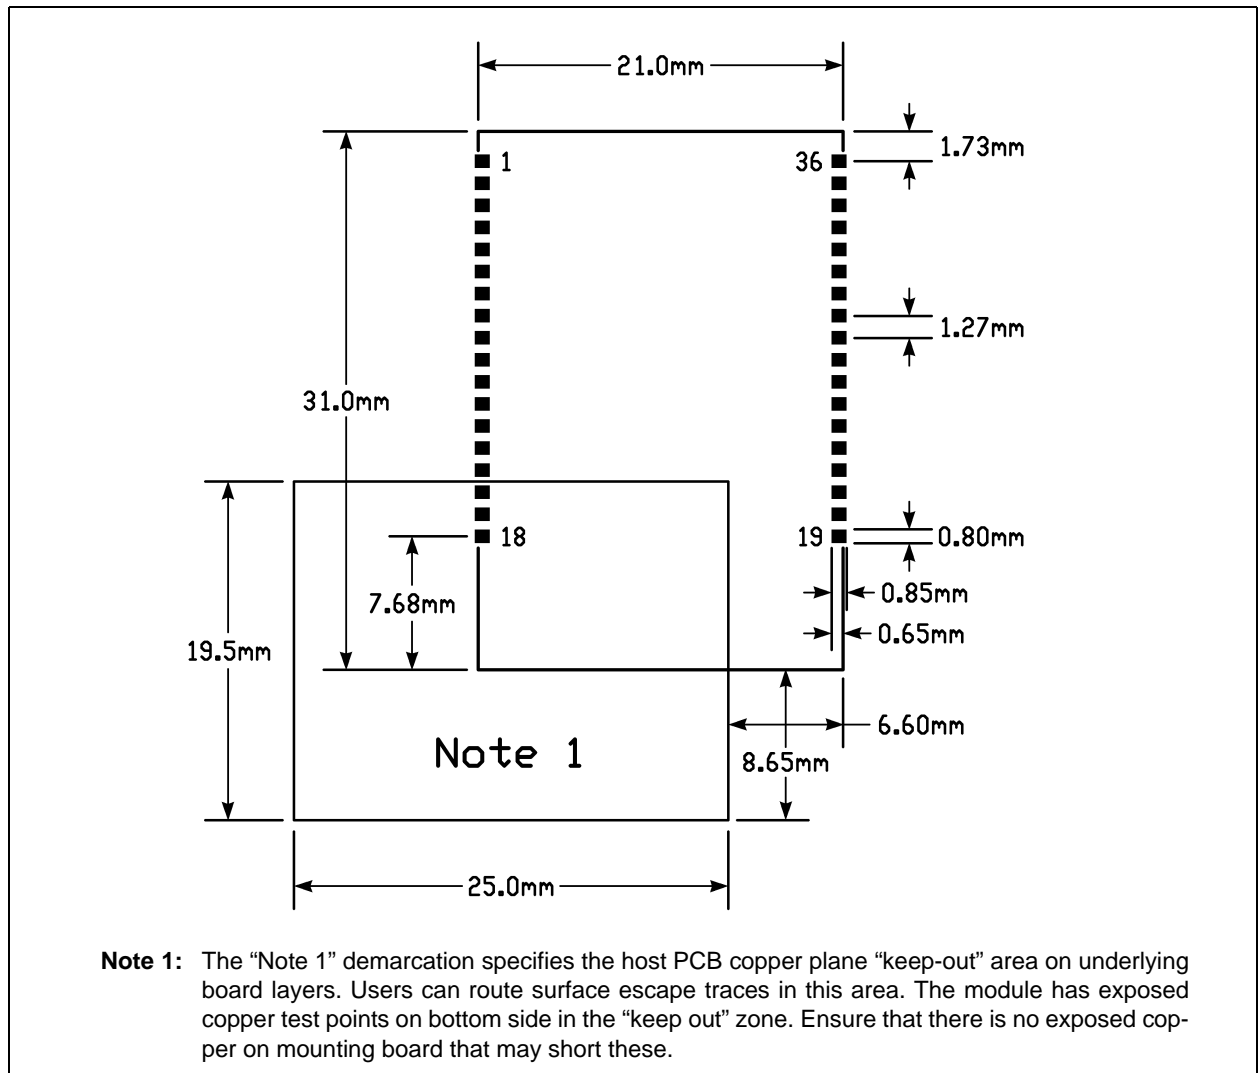 21.0mm
1.73mm
1
36
1.27mm
31.0mm
18
19
0.80mm
0.85mm
7.68mm
0.65mm
19.5mm
6.60mm
Note 1
8.65mm
25.0mm
Note 1: The “Note 1” demarcation specifies the host PCB copper plane “keep-out” area on underlying
board layers. Users can route surface escape traces in this area. The module has exposed
copper test points on bottom side in the “keep out” zone. Ensure that there is no exposed cop-
per on mounting board that may short these.